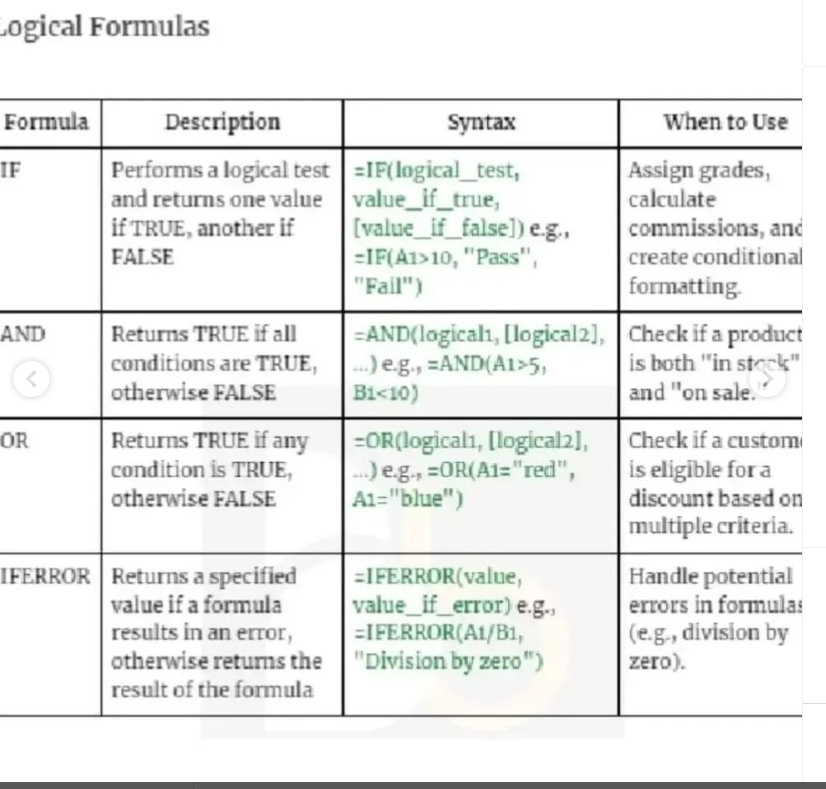 Logical Formulas
Formula
Description
Syntax
When to Use
IF
Performs a logical test
and returns one value
if TRUE, another if
FALSE
=IF(logical_test,
value_if_true,
[value_if_false]) e.g.,
=IF(A1>10, "Pass",
"Fail")
Assign grades,
calculate
commissions, and
create conditional
formatting.
AND
Returns TRUE if all
conditions are TRUE,
otherwise FALSE
=AND(logical1, [logical2],
...) e.g., =AND(A1>5,
B1<10)
Check if a product
is both "in stock"
and "on sale."
OR
Returns TRUE if any
condition is TRUE,
otherwise FALSE
=OR(logical1, [logical2],
...) e.g., =OR(A1="red",
A1="blue")
Check if a custome
is eligible for a
discount based on
multiple criteria.
IFERROR
Returns a specified
value if a formula
results in an error,
otherwise returns the
result of the formula
=IFERROR(value,
value_if_error) e.g.,
=IFERROR(A1/B1,
"Division by zero")
Handle potential
errors in formulas
(e.g., division by
zero).